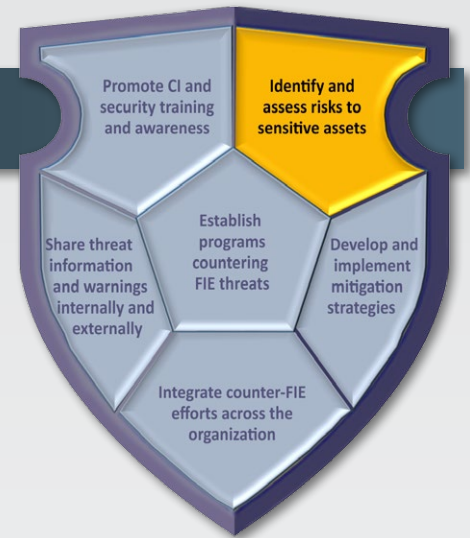 Promote CI and
security training
and awareness
Identify and
assess risks to
sensitive assets
Share threat
information
and warnings
internally and
externally
Establish
programs
countering
FIE threats
Develop and
implement
mitigation
strategies
Integrate counter-FIE
efforts across the
organization